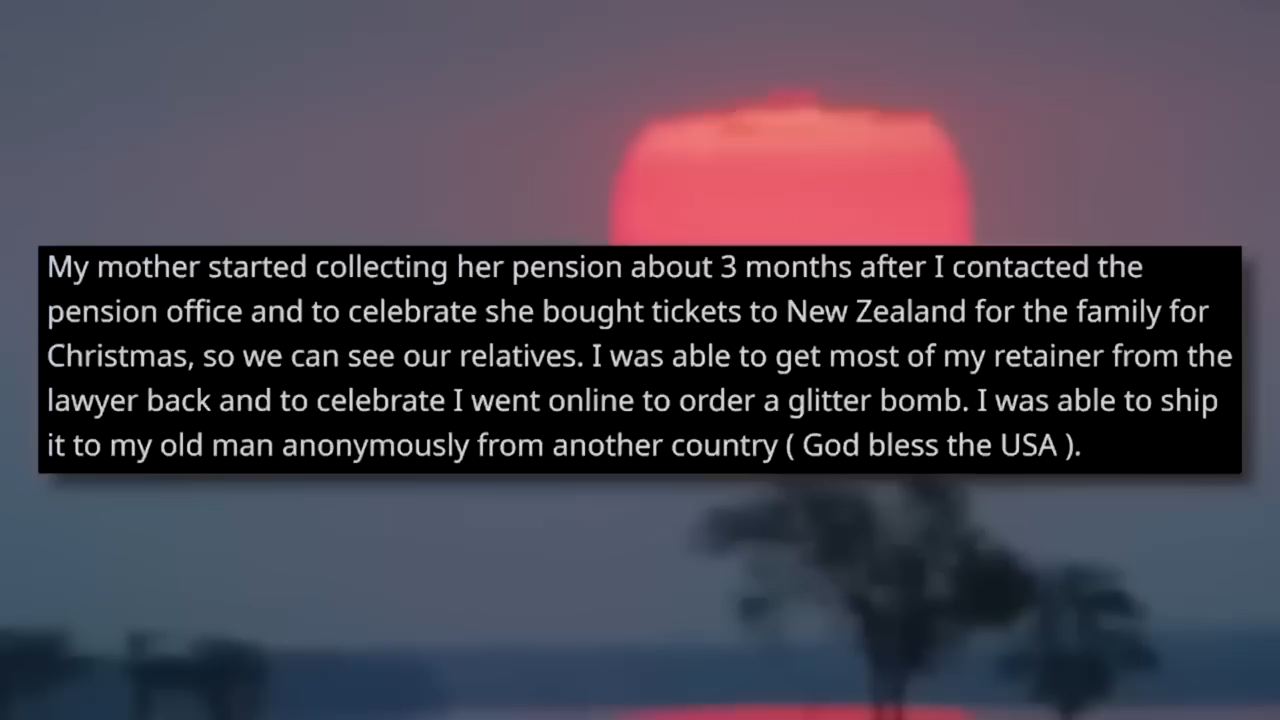 My mother started collecting her pension about 3 months after I contacted the
pension office and to celebrate she bought tickets to New Zealand for the family for
Christmas, so we can see our relatives. I was able to get most of my retainer from the
lawyer back and to celebrate I went online to order a glitter bomb. I was able to ship
it to my old man anonymously from another country ( God bless the USA ).